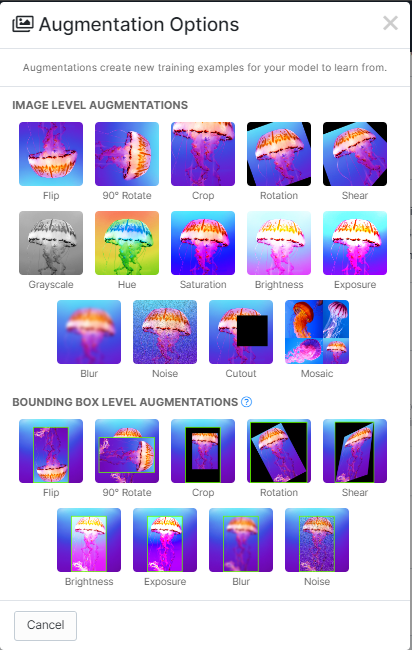 Augmentation Options
Augmentations create new training examples for your model to learn from.
IMAGE LEVEL AUGMENTATIONS
Flip 90° Rotate Crop Rotation Shear
Grayscale Hue Saturation Brightness Exposure
Blur Noise Cutout Mosaic
BOUNDING BOX LEVEL AUGMENTATIONS ?
Flip 90° Rotate Crop Rotation Shear
Brightness Exposure Blur Noise
Cancel